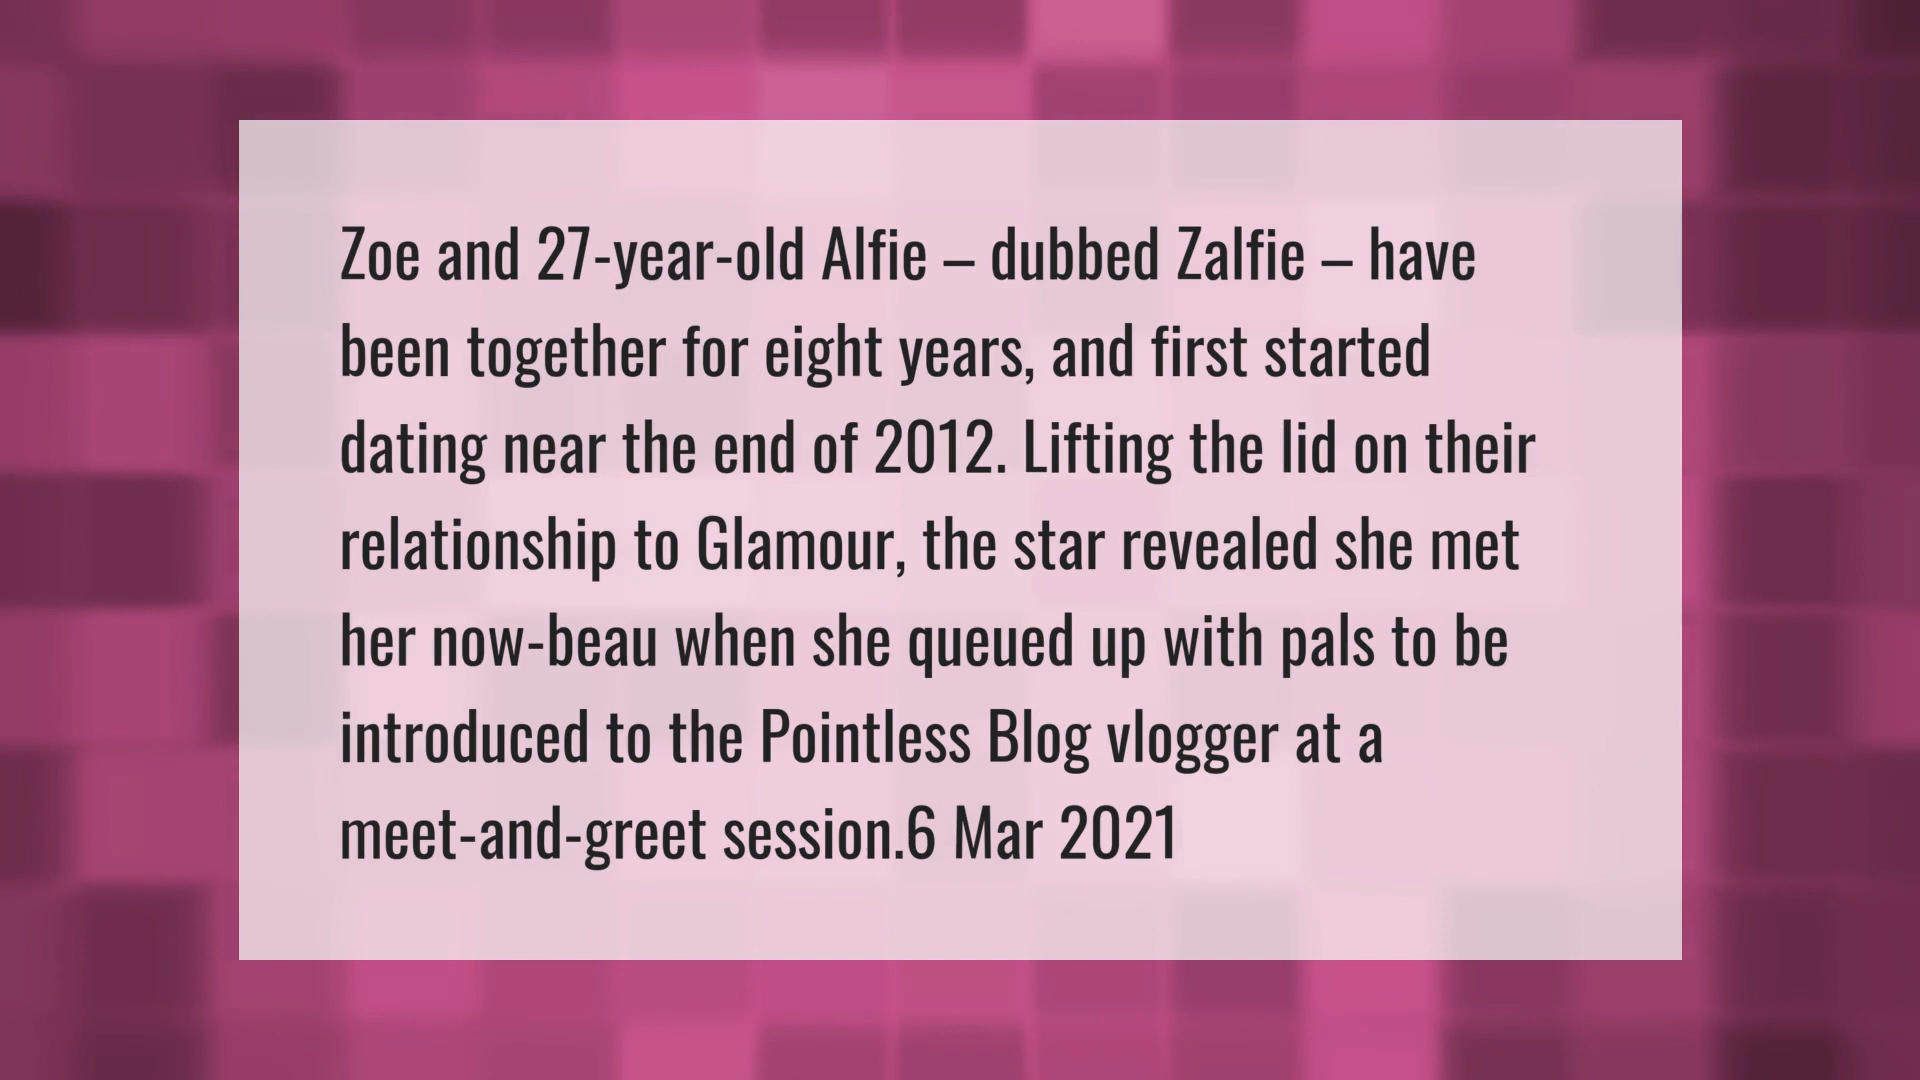 Zoe and 27-year-old Alfie – dubbed Zalfie – have
been together for eight years, and first started
dating near the end of 2012. Lifting the lid on their
relationship to Glamour, the star revealed she met
her now-beau when she queued up with pals to be
introduced to the Pointless Blog vlogger at a
meet-and-greet session.6 Mar 2021